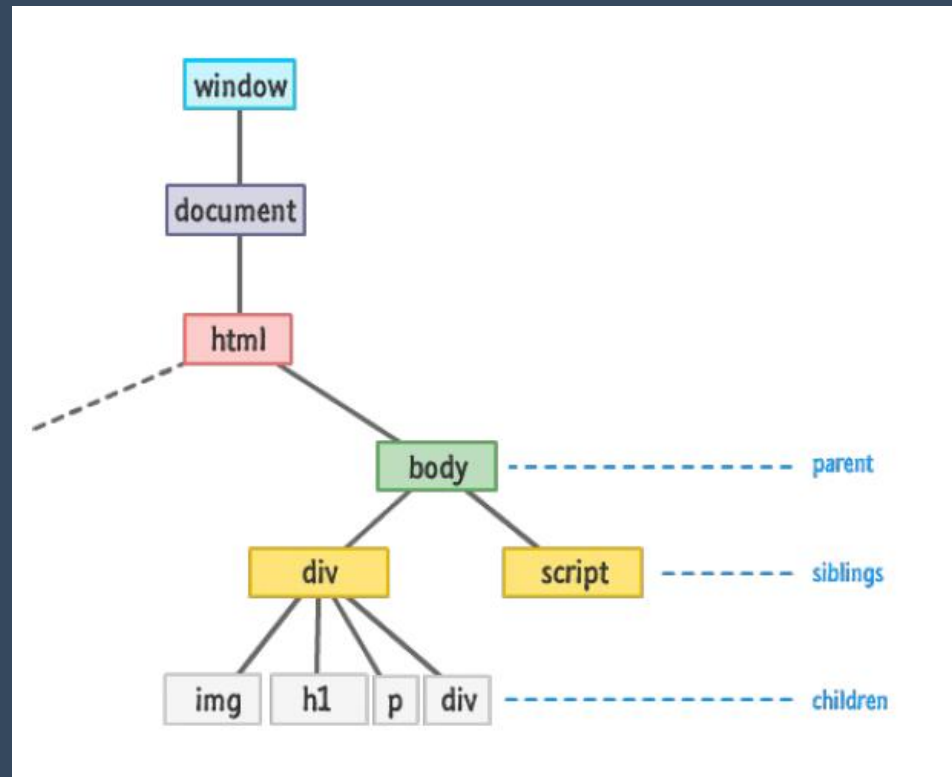 window
document
html
body
parent
div
script
siblings
img
h1
p
div
children